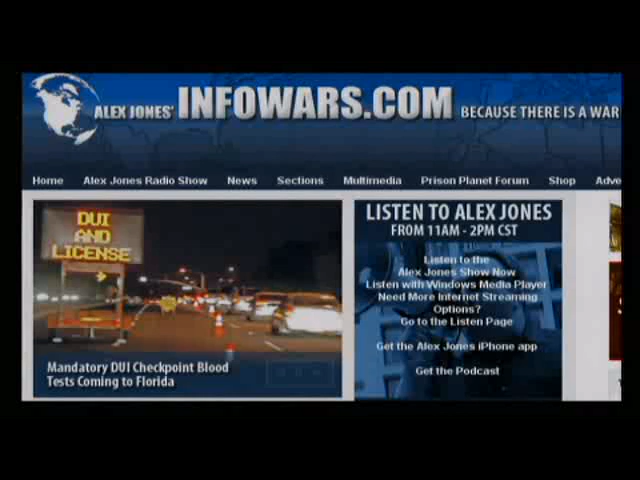 ALEX JONES' INFOWARS.COM BECAUSE THERE IS A WAR
Home Alex Jones Radio Show News Sections Multimedia Prison Planet Forum Shop Adve
DUI
AND
LICENSE
Mandatory DUI Checkpoint Blood
Tests Coming to Florida
LISTEN TO ALEX JONES
FROM 11AM - 2PM CST
Listen to the
Alex Jones Show Now
Listen with Windows Media Player
Need More Internet Streaming
Options?
Go to the Listen Page
Get the Alex Jones iPhone app
Get the Podcast